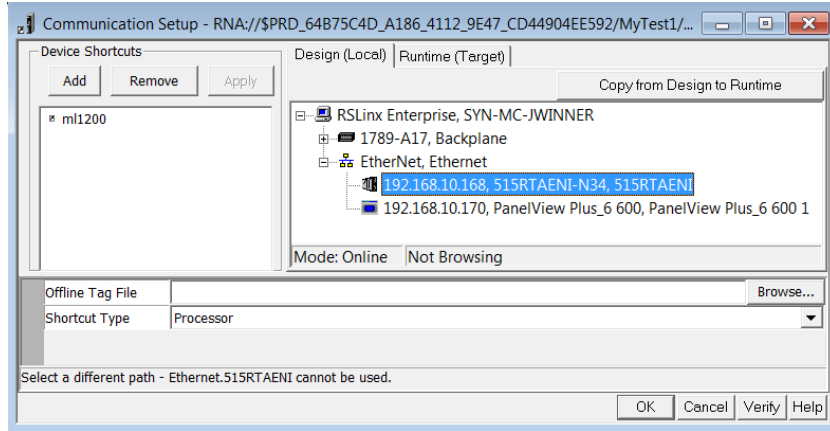 Communication Setup - RNA://$PRD_64B75C4D_A186_4112_9E47_CD44904EE592/MyTest1/...
Device Shortcuts
Add
Remove
Apply
ml1200
Design (Local)
Runtime (Target)
Copy from Design to Runtime
RSLinx Enterprise, SYN-MC-JWINNER
1789-A17, Backplane
EtherNet, Ethernet
192.168.10.168, 515RTAENI-N34, 515RTAENI
192.168.10.170, PanelView Plus_6 600, PanelView Plus_6 600 1
Mode: Online
Not Browsing
Offline Tag File
Browse...
Shortcut Type
Processor
Select a different path - Ethernet.515RTAENI cannot be used.
OK
Cancel
Verify
Help